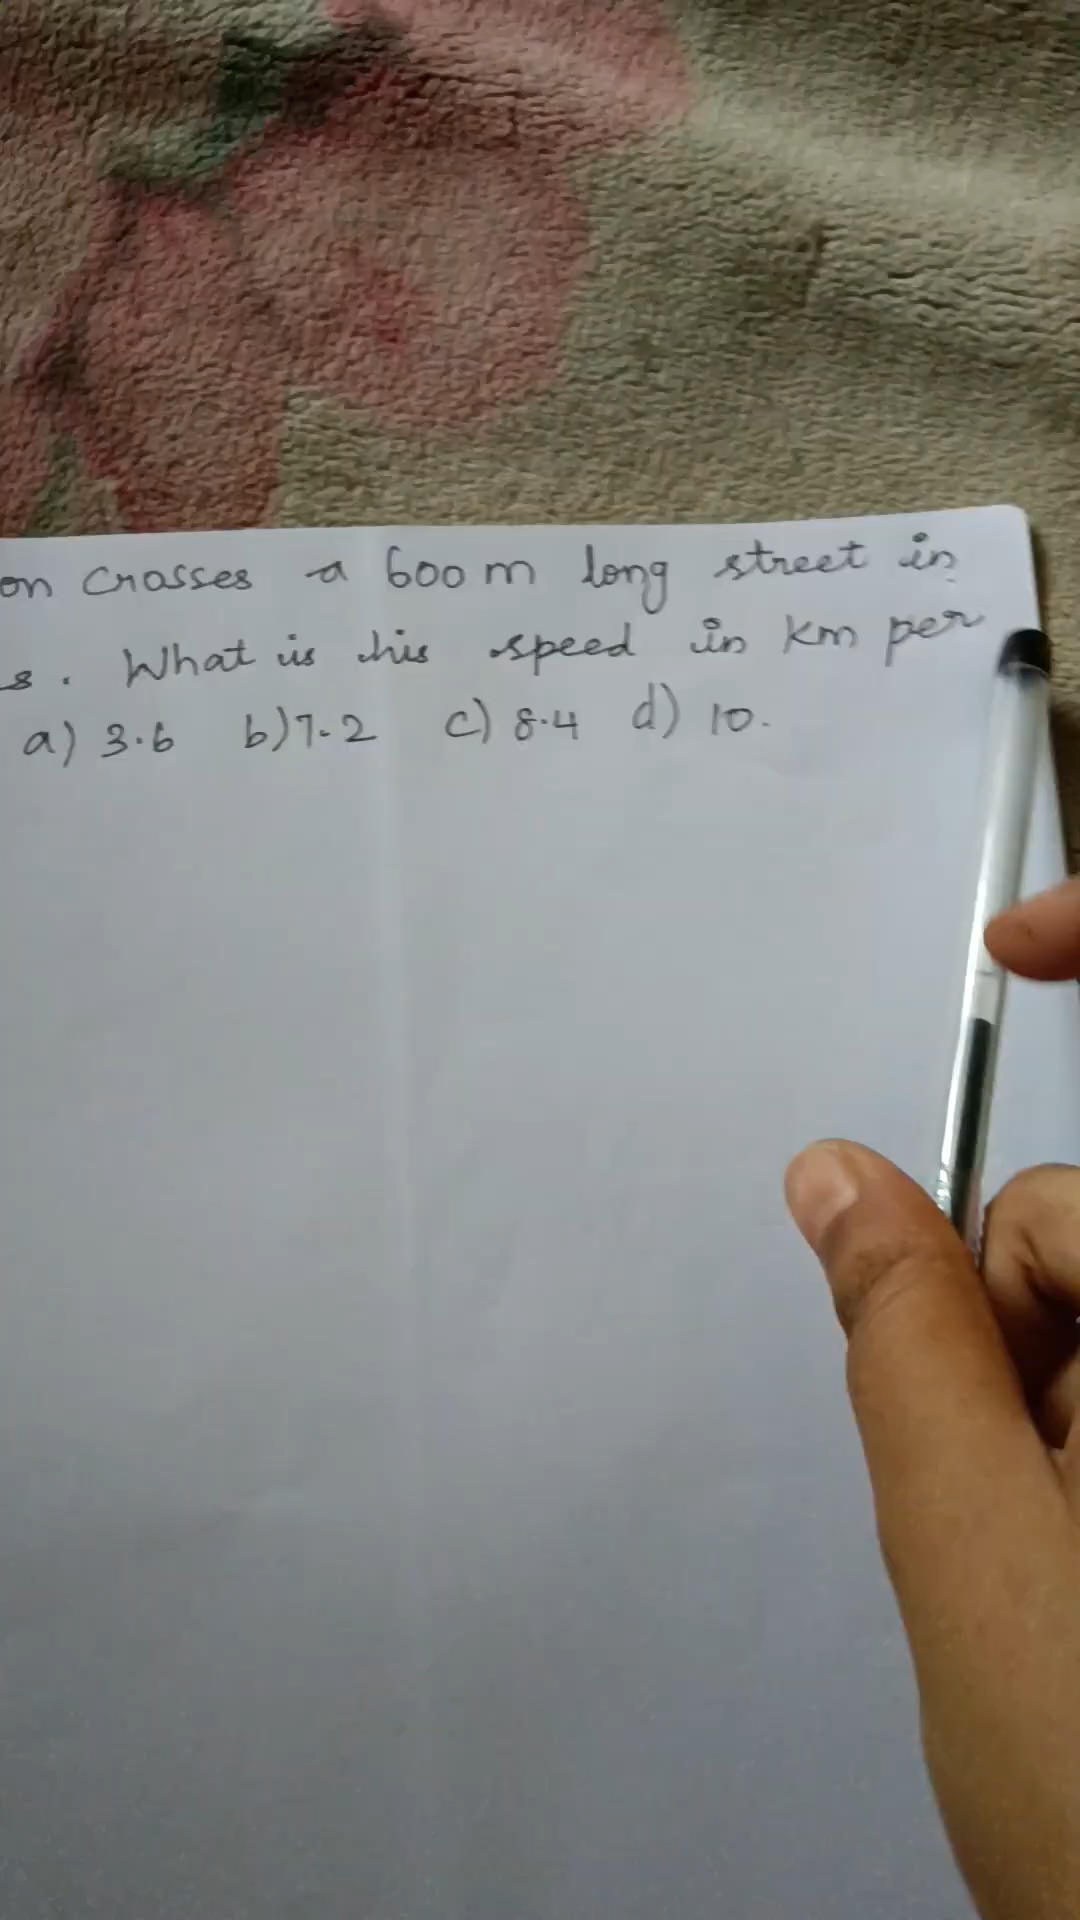 on crosses a 600 m long street in
s. What is his speed in Km per
a) 3.6 b) 7.2 c) 8.4 d) 10.